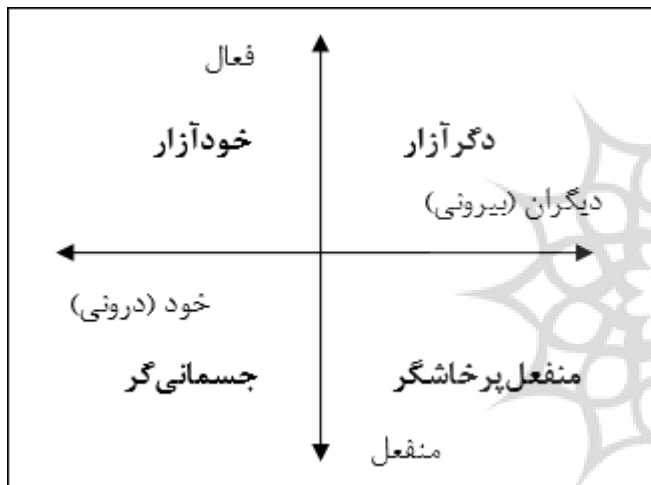 فعال
دگرآزار
خودآزار
دیگران (بیرونی)
خود (درونی)
منفعل‌پرخاشگر
جسمانی‌گر
منفعل